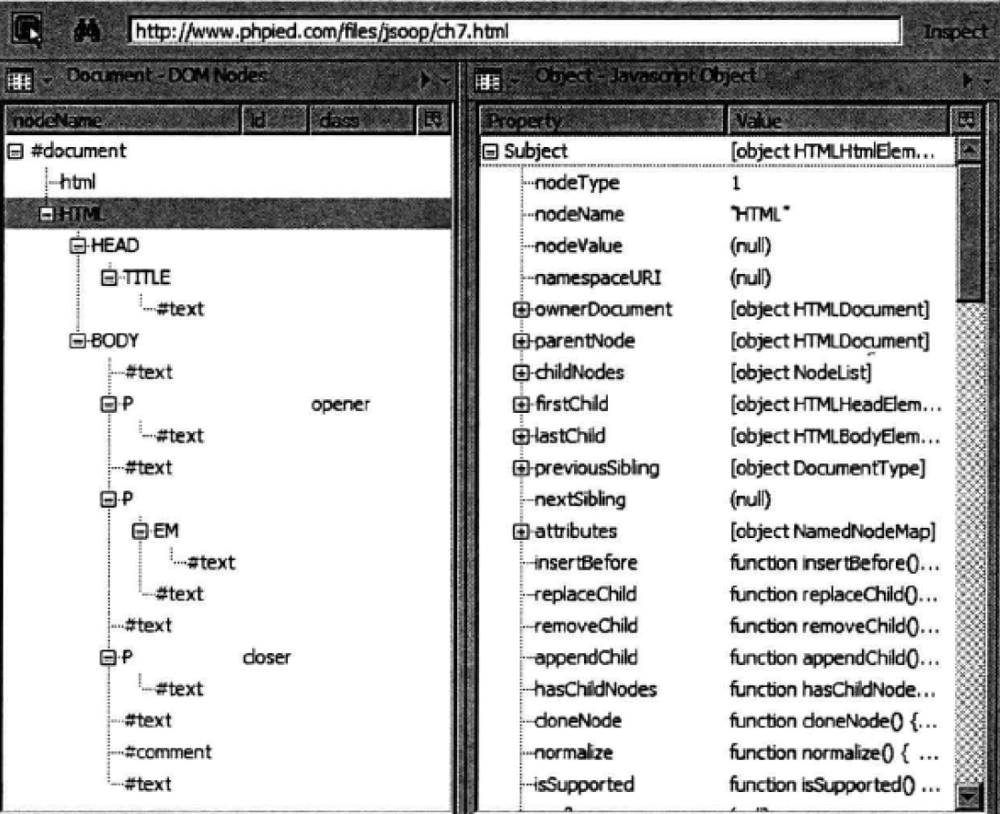 http://www.phpied.com/files/jsoop/ch7.html Inspect
Document - DOM Nodes
nodeName id class
#document
html
HTML
HEAD
TITLE
#text
BODY
#text
P opener
#text
#text
P
EM
#text
#text
#text
P closer
#text
#text
#comment
#text
Object - Javascript Object
Property Value
Subject [object HTMLHtmlElem...
nodeType 1
nodeName "HTML"
nodeValue (null)
namespaceURI (null)
ownerDocument [object HTMLDocument]
parentNode [object HTMLDocument]
childNodes [object NodeList]
firstChild [object HTMLHeadElem...
lastChild [object HTMLBodyElem...
previousSibling [object DocumentType]
nextSibling (null)
attributes [object NamedNodeMap]
insertBefore function insertBefore()...
replaceChild function replaceChild()...
removeChild function removeChild()...
appendChild function appendChild()...
hasChildNodes function hasChildNode...
cloneNode function cloneNode() {...
normalize function normalize() { ...
isSupported function isSupported() ...